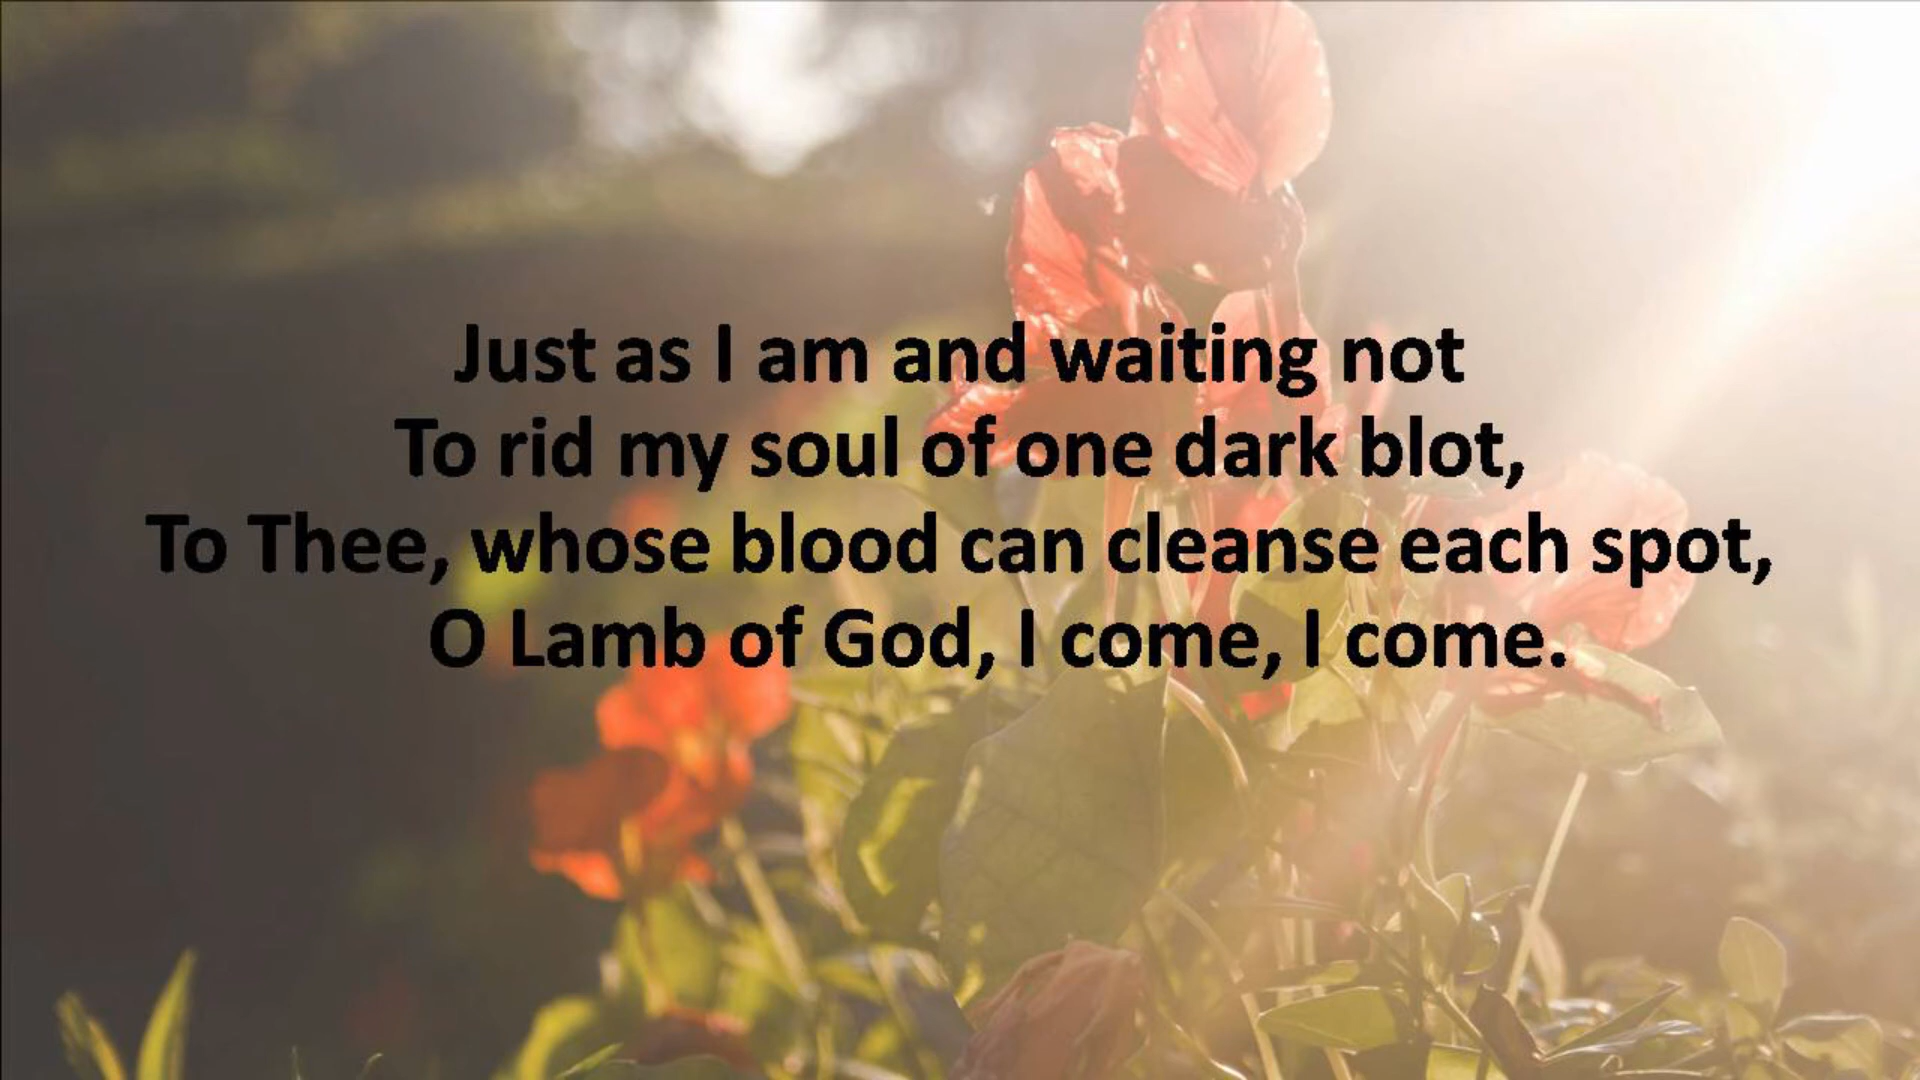 Just as I am and waiting not
To rid my soul of one dark blot,
To Thee, whose blood can cleanse each spot,
O Lamb of God, I come, I come.